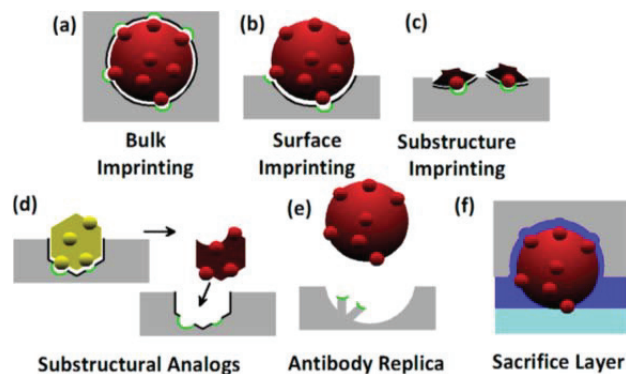 (a)
(b)
(c)
Bulk
Imprinting
Surface
Imprinting
Substructure
Imprinting
(d)
(e)
(f)
Substructural Analogs
Antibody Replica
Sacrifice Layer